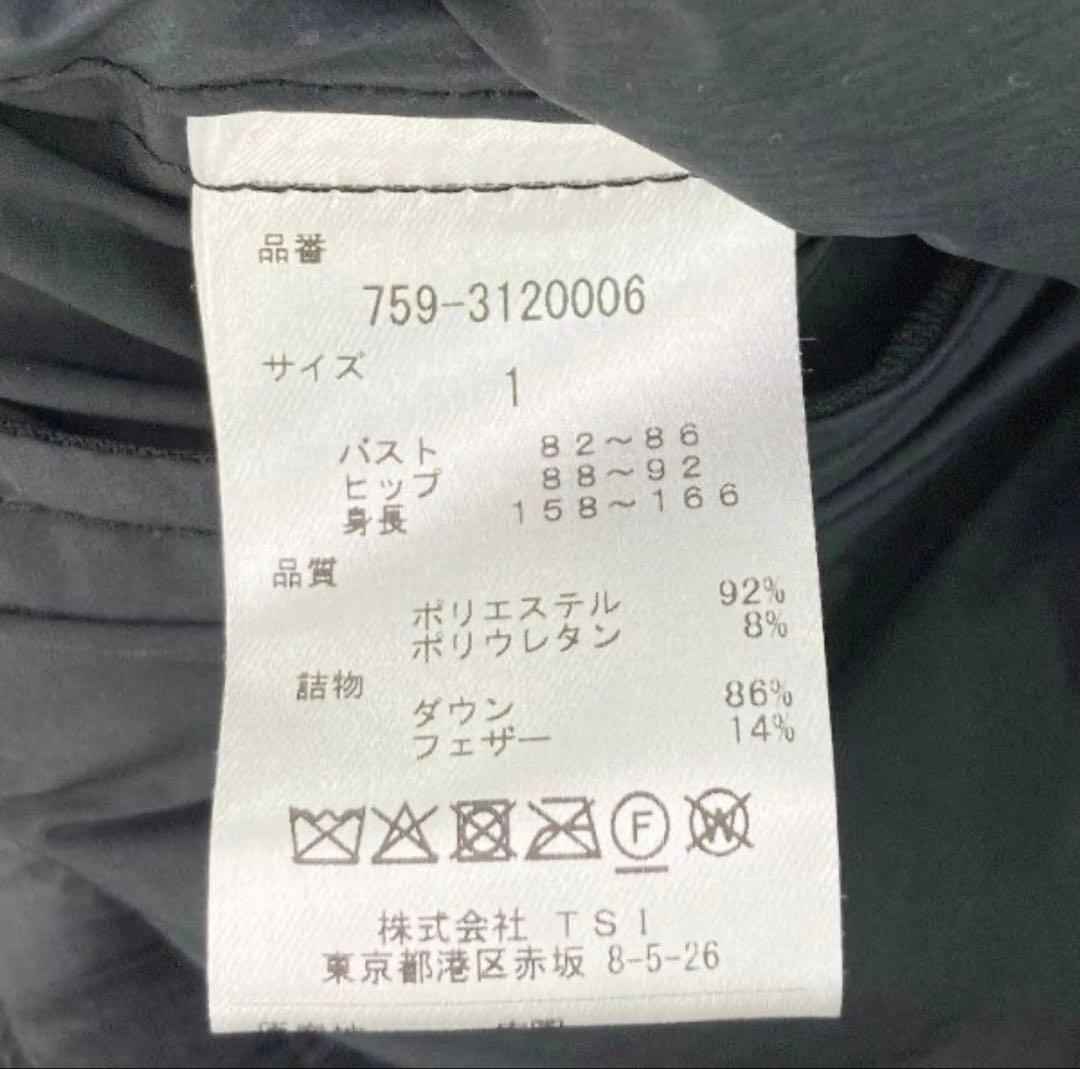 品番
759-3120006
サイズ
1
バスト 82～86
ヒップ 88～92
身長 158～166
品質
ポリエステル 92%
ポリウレタン 8%
詰物
ダウン 86%
フェザー 14%
F W
株式会社 TSI
東京都港区赤坂 8-5-26